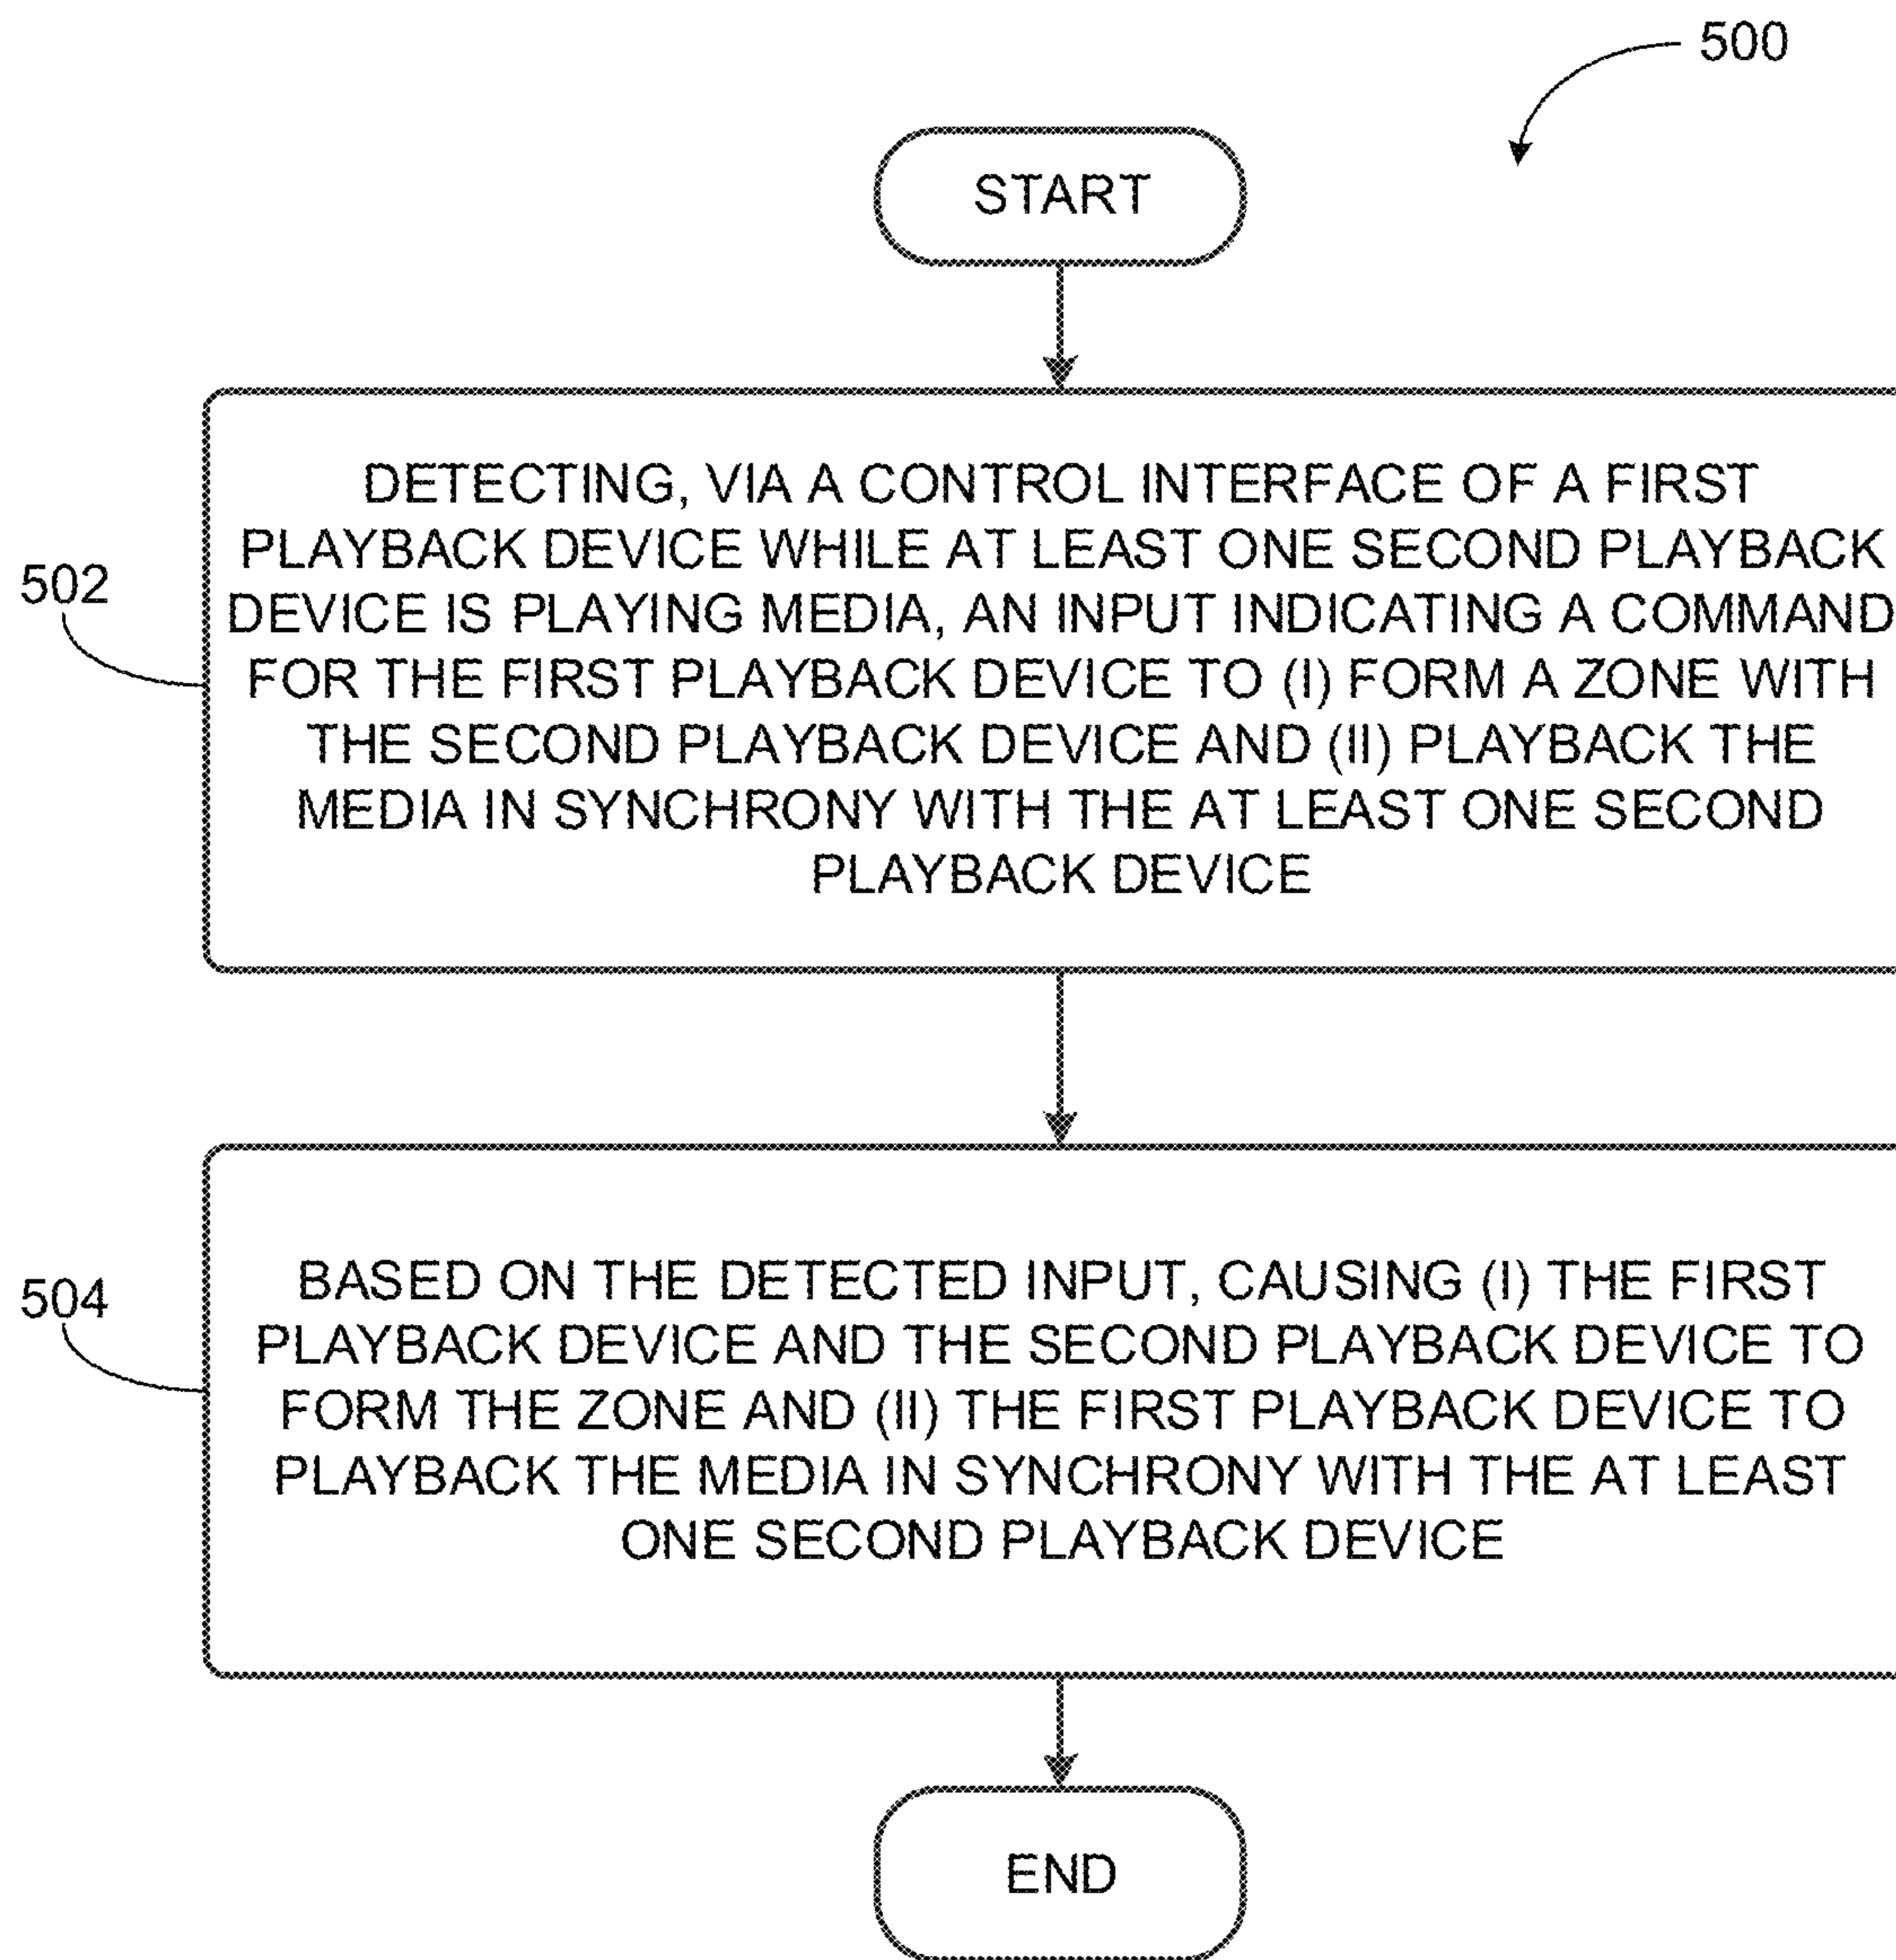 500
START
502
DETECTING, VIA A CONTROL INTERFACE OF A FIRST
PLAYBACK DEVICE WHILE AT LEAST ONE SECOND PLAYBACK
DEVICE IS PLAYING MEDIA, AN INPUT INDICATING A COMMAND
FOR THE FIRST PLAYBACK DEVICE TO (I) FORM A ZONE WITH
THE SECOND PLAYBACK DEVICE AND (II) PLAYBACK THE
MEDIA IN SYNCHRONY WITH THE AT LEAST ONE SECOND
PLAYBACK DEVICE
504
BASED ON THE DETECTED INPUT, CAUSING (I) THE FIRST
PLAYBACK DEVICE AND THE SECOND PLAYBACK DEVICE TO
FORM THE ZONE AND (II) THE FIRST PLAYBACK DEVICE TO
PLAYBACK THE MEDIA IN SYNCHRONY WITH THE AT LEAST
ONE SECOND PLAYBACK DEVICE
END